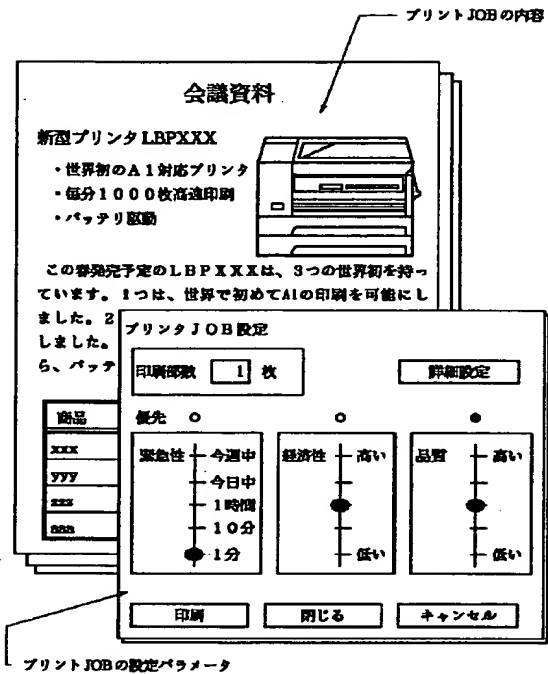 プリントJOBの内容
会議資料
新型プリンタLBPXXX
・世界初のA1対応プリンタ
・毎分1000枚高速印刷
・バッテリ駆動
この春発売予定のLBPXXXは、3つの世界初を持っ
ています。1つは、世界で初めてA1の印刷を可能にし
ました。2
しました。
ら、バッテ
商品
xxx
yyy
zzz
aaa
プリンタJOB設定
印刷部数 1 枚
詳細設定
優先
緊急性 今週中
今日中
1時間
10分
1分
経済性 高い
低い
品質 高い
低い
印刷 閉じる キャンセル
プリントJOBの設定パラメータ